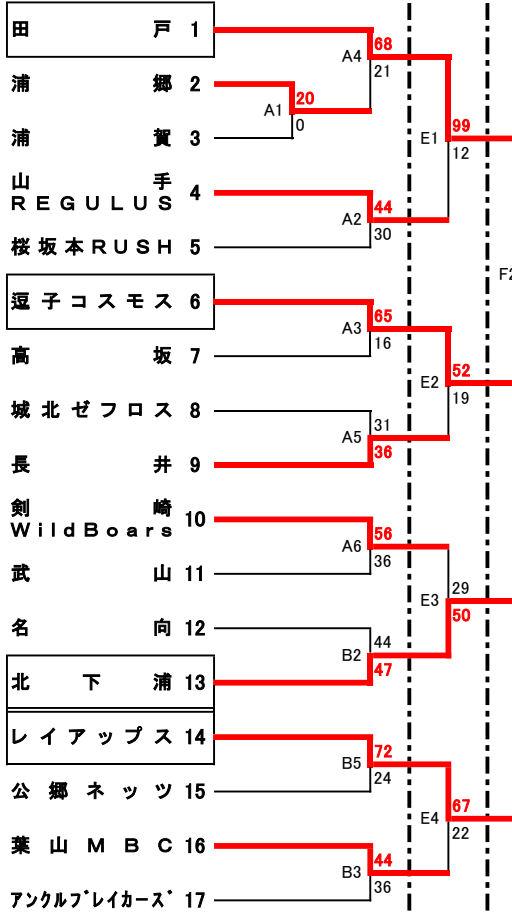 田戸 1
68
A4
21
浦郷 2
20
A1
0
99
E1
12
浦賀 3
山手
REGULUS 4
44
A2
30
桜坂本RUSH 5
F2
逗子コスモス 6
65
A3
16
高坂 7
52
E2
19
城北ゼフロス 8
31
A5
36
長井 9
剣崎
WildBoars 10
56
A6
36
武山 11
29
E3
50
名向 12
44
B2
47
北下浦 13
レイアップス 14
72
B5
24
公郷ネッツ 15
67
E4
22
葉山MBC 16
44
B3
36
アンクルブレイカーズ 17